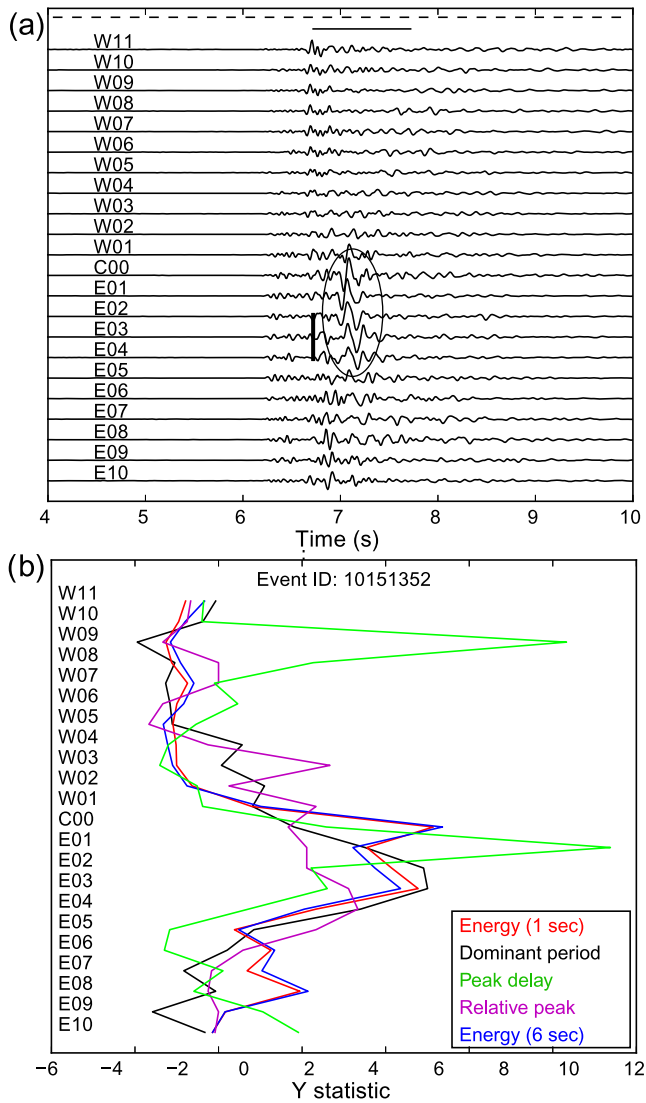 (a)
W11
W10
W09
W08
W07
W06
W05
W04
W03
W02
W01
C00
E01
E02
E03
E04
E05
E06
E07
E08
E09
E10
4 5 6 7 8 9 10
Time (s)
(b)
Event ID: 10151352
W11
W10
W09
W08
W07
W06
W05
W04
W03
W02
W01
C00
E01
E02
E03
E04
E05
E06
E07
E08
E09
E10
Energy (1 sec)
Dominant period
Peak delay
Relative peak
Energy (6 sec)
−6 −4 −2 0 2 4 6 8 10 12
Y statistic